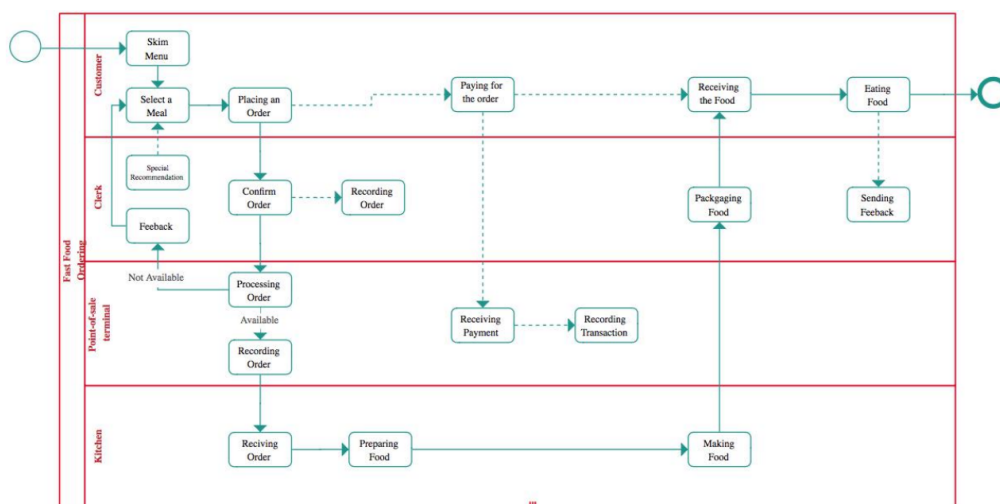 Fast Food
Ordering
Customer
Skim
Menu
Select a
Meal
Placing an
Order
Paying for
the order
Receiving
the Food
Eating
Food
Clerk
Special
Recommendation
Feeback
Confirm
Order
Recording
Order
Packgaging
Food
Sending
Feeback
Point-of-sale
terminal
Not Available
Processing
Order
Available
Recording
Order
Receiving
Payment
Recording
Transaction
Kitchen
Reciving
Order
Preparing
Food
Making
Food